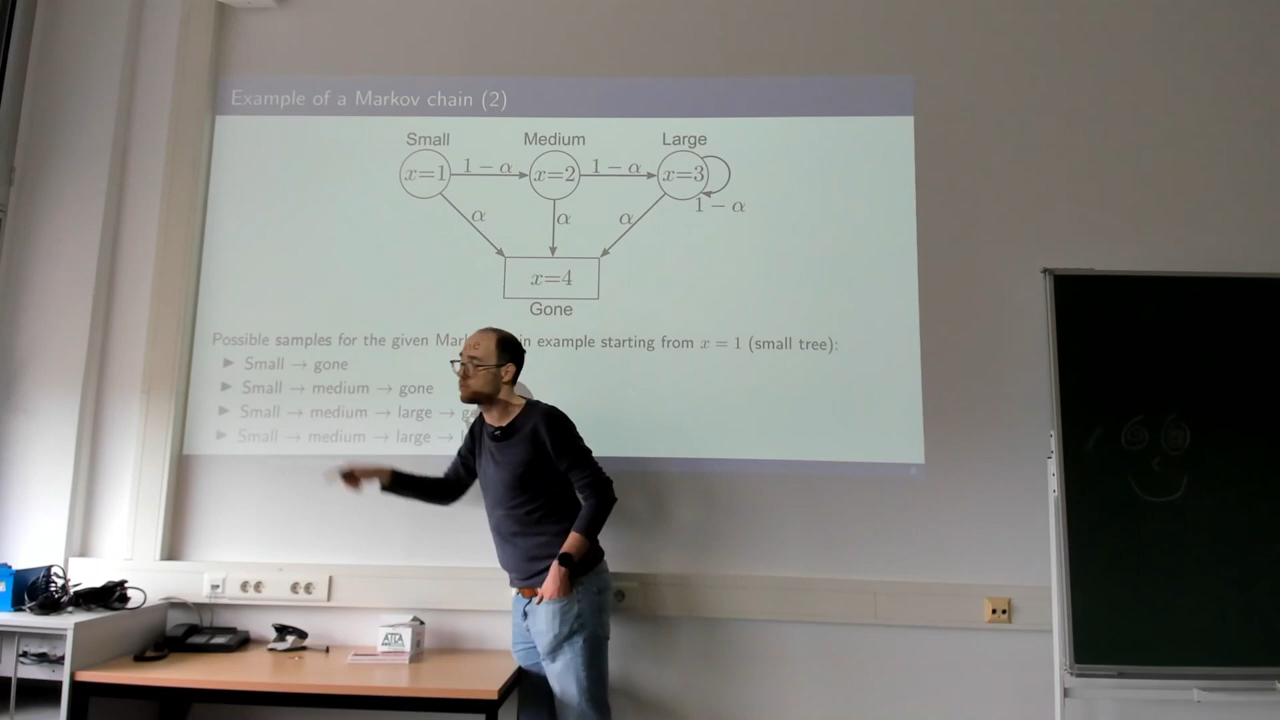 Example of a Markov chain (2)
Small Medium Large
x=1 1 − α x=2 1 − α x=3
1 − α
α α α
x=4
Gone
Possible samples for the given in example starting from x = 1 (small tree):
▶ Small → gone
▶ Small → medium → gone
▶ Small → medium → large →
▶ Small → medium → large →
ATLA